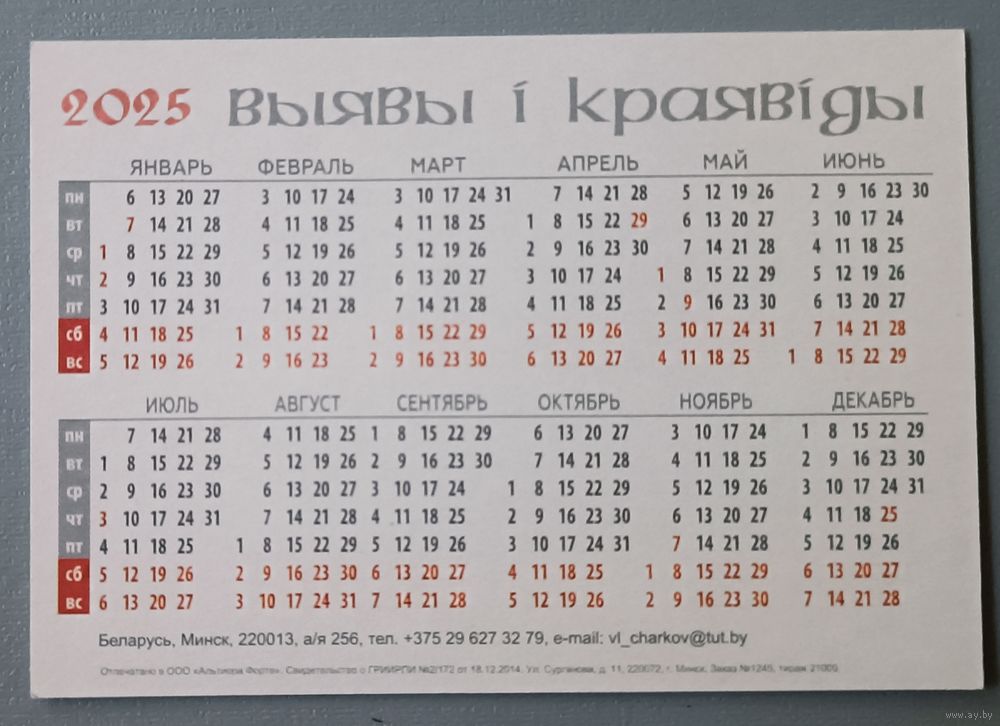 2025 выявы і краявіды
ЯНВАРЬ ФЕВРАЛЬ МАРТ АПРЕЛЬ МАЙ ИЮНЬ
пн 6 13 20 27 3 10 17 24 3 10 17 24 31 7 14 21 28 5 12 19 26 2 9 16 23 30
вт 7 14 21 28 4 11 18 25 4 11 18 25 1 8 15 22 29 6 13 20 27 3 10 17 24
ср 1 8 15 22 29 5 12 19 26 5 12 19 26 2 9 16 23 30 7 14 21 28 4 11 18 25
чт 2 9 16 23 30 6 13 20 27 6 13 20 27 3 10 17 24 1 8 15 22 29 5 12 19 26
пт 3 10 17 24 31 7 14 21 28 7 14 21 28 4 11 18 25 2 9 16 23 30 6 13 20 27
сб 4 11 18 25 1 8 15 22 1 8 15 22 29 5 12 19 26 3 10 17 24 31 7 14 21 28
вс 5 12 19 26 2 9 16 23 2 9 16 23 30 6 13 20 27 4 11 18 25 1 8 15 22 29
ИЮЛЬ АВГУСТ СЕНТЯБРЬ ОКТЯБРЬ НОЯБРЬ ДЕКАБРЬ
пн 7 14 21 28 4 11 18 25 1 8 15 22 29 6 13 20 27 3 10 17 24 1 8 15 22 29
вт 1 8 15 22 29 5 12 19 26 2 9 16 23 30 7 14 21 28 4 11 18 25 2 9 16 23 30
ср 2 9 16 23 30 6 13 20 27 3 10 17 24 1 8 15 22 29 5 12 19 26 3 10 17 24 31
чт 3 10 17 24 31 7 14 21 28 4 11 18 25 2 9 16 23 30 6 13 20 27 4 11 18 25
пт 4 11 18 25 1 8 15 22 29 5 12 19 26 3 10 17 24 31 7 14 21 28 5 12 19 26
сб 5 12 19 26 2 9 16 23 30 6 13 20 27 4 11 18 25 1 8 15 22 29 6 13 20 27
вс 6 13 20 27 3 10 17 24 31 7 14 21 28 5 12 19 26 2 9 16 23 30 7 14 21 28
Беларусь, Минск, 220013, а/я 256, тел. +375 29 627 32 79, e-mail: vl_charkov@tut.by
Отпечатано в ООО «Альтиора Форте». Свидетельство о ГРИИРПИ №2/172 от 18.12.2014. Ул. Сурганова, д. 11, 220072, г. Минск. Заказ №1245, тираж 21000
www.ay.by